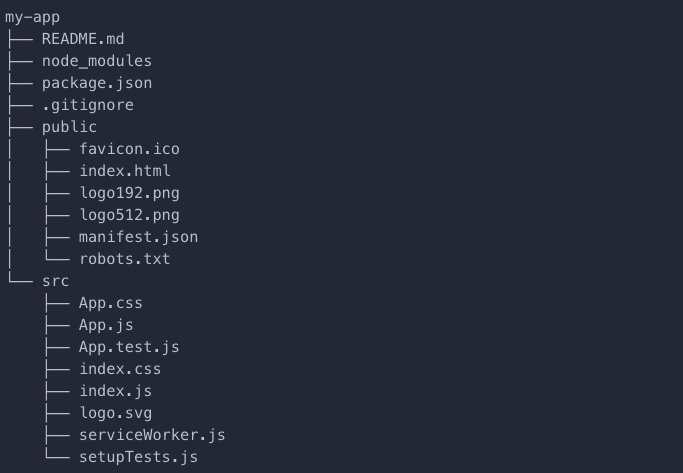 my-app
├── README.md
├── node_modules
├── package.json
├── .gitignore
├── public
│   ├── favicon.ico
│   ├── index.html
│   ├── logo192.png
│   ├── logo512.png
│   ├── manifest.json
│   └── robots.txt
└── src
    ├── App.css
    ├── App.js
    ├── App.test.js
    ├── index.css
    ├── index.js
    ├── logo.svg
    ├── serviceWorker.js
    └── setupTests.js